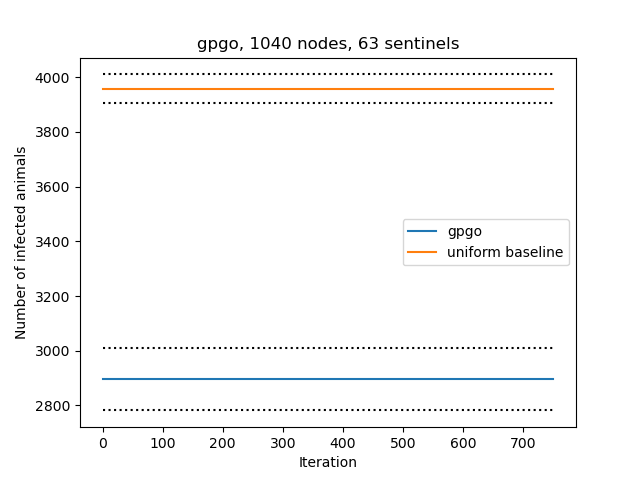 gpgo, 1040 nodes, 63 sentinels
Number of infected animals
4000
3800
3600
3400
3200
3000
2800
gpgo
uniform baseline
0 100 200 300 400 500 600 700
Iteration